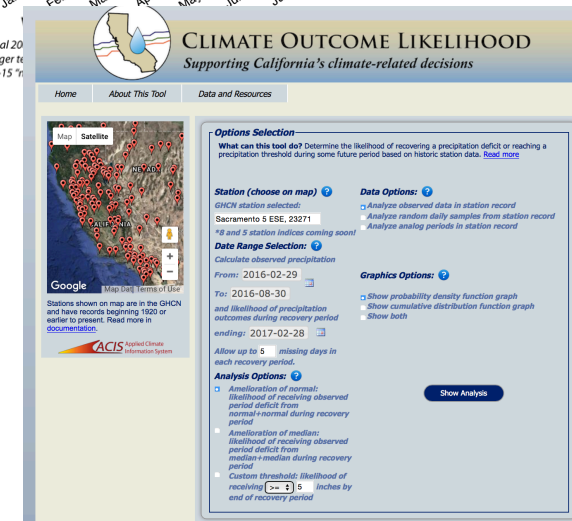 al 20
ger te
-15 "n
CLIMATE OUTCOME LIKELIHOOD
Supporting California's climate-related decisions
Home
About This Tool
Data and Resources
Map
Satellite
NEVADA
CALIFORNIA
Google
Map Dat
Terms of Use
Stations shown on map are in the GHCN
and have records beginning 1920 or
earlier to present. Read more in
documentation.
ACIS Applied Climate
Information System
Options Selection
What can this tool do? Determine the likelihood of recovering a precipitation deficit or reaching a
precipitation threshold during some future period based on historic station data. Read more
Station (choose on map) ?
GHCN station selected:
Sacramento 5 ESE, 23271
*8 and 5 station indices coming soon!
Date Range Selection: ?
Calculate observed precipitation
From: 2016-02-29
To: 2016-08-30
and likelihood of precipitation
outcomes during recovery period
ending: 2017-02-28
Allow up to 5 missing days in
each recovery period.
Analysis Options: ?
Amelioration of normal:
likelihood of receiving observed
period deficit from
normal+normal during recovery
period
Amelioration of median:
likelihood of receiving observed
period deficit from
median+median during recovery
period
Custom threshold: likelihood of
receiving >= 5 inches by
end of recovery period
Data Options: ?
Analyze observed data in station record
Analyze random daily samples from station record
Analyze analog periods in station record
Graphics Options: ?
Show probability density function graph
Show cumulative distribution function graph
Show both
Show Analysis